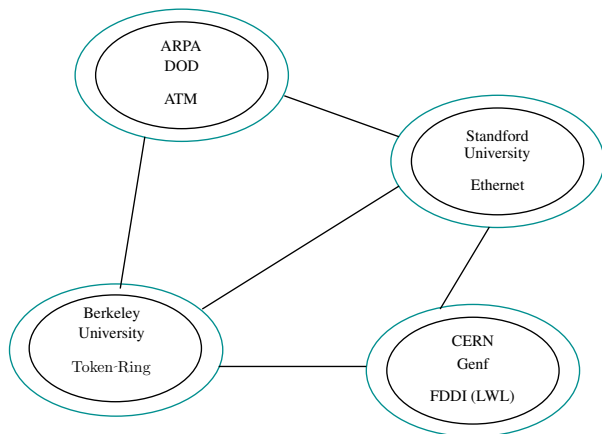 ARPA
DOD
ATM
Standford
University
Ethernet
Berkeley
University
Token-Ring
CERN
Genf
FDDI (LWL)